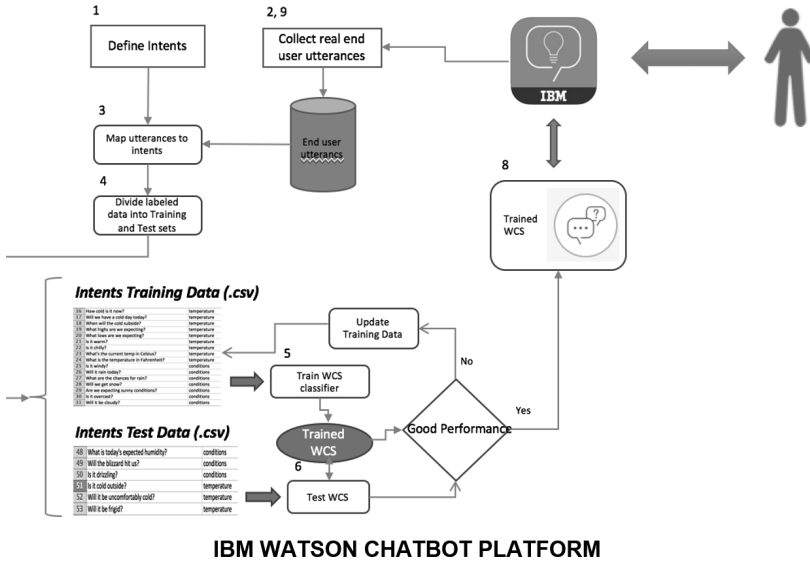 1
Define Intents
2, 9
Collect real end
user utterances
IBM
3
Map utterances to
intents
End user
utterancs
4
Divide labeled
data into Training
and Test sets
8
Trained
WCS
?
Intents Training Data (.csv)
16 How cold is it now? temperature
17 Will we have a cold day today? temperature
18 When will the cold subside? temperature
19 What highs are we expecting? temperature
20 What lows are we expecting? temperature
21 Is it warm? temperature
22 Is it chilly? temperature
23 What's the current temp in Celsius? temperature
24 What is the temperature in Fahrenheit? temperature
25 Is it windy? conditions
26 Will it rain today? conditions
27 What are the chances for rain? conditions
28 Will we get snow? conditions
29 Are we expecting sunny conditions? conditions
30 Is it overcast? conditions
31 Will it be cloudy? conditions
Update
Training Data
5
Train WCS
classifier
No
Yes
Good Performance
Trained
WCS
6
Test WCS
Intents Test Data (.csv)
48 What is today's expected humidity? conditions
49 Will the blizzard hit us? conditions
50 Is it drizzling? conditions
51 Is it cold outside? temperature
52 Will it be uncomfortably cold? temperature
53 Will it be frigid? temperature
IBM WATSON CHATBOT PLATFORM